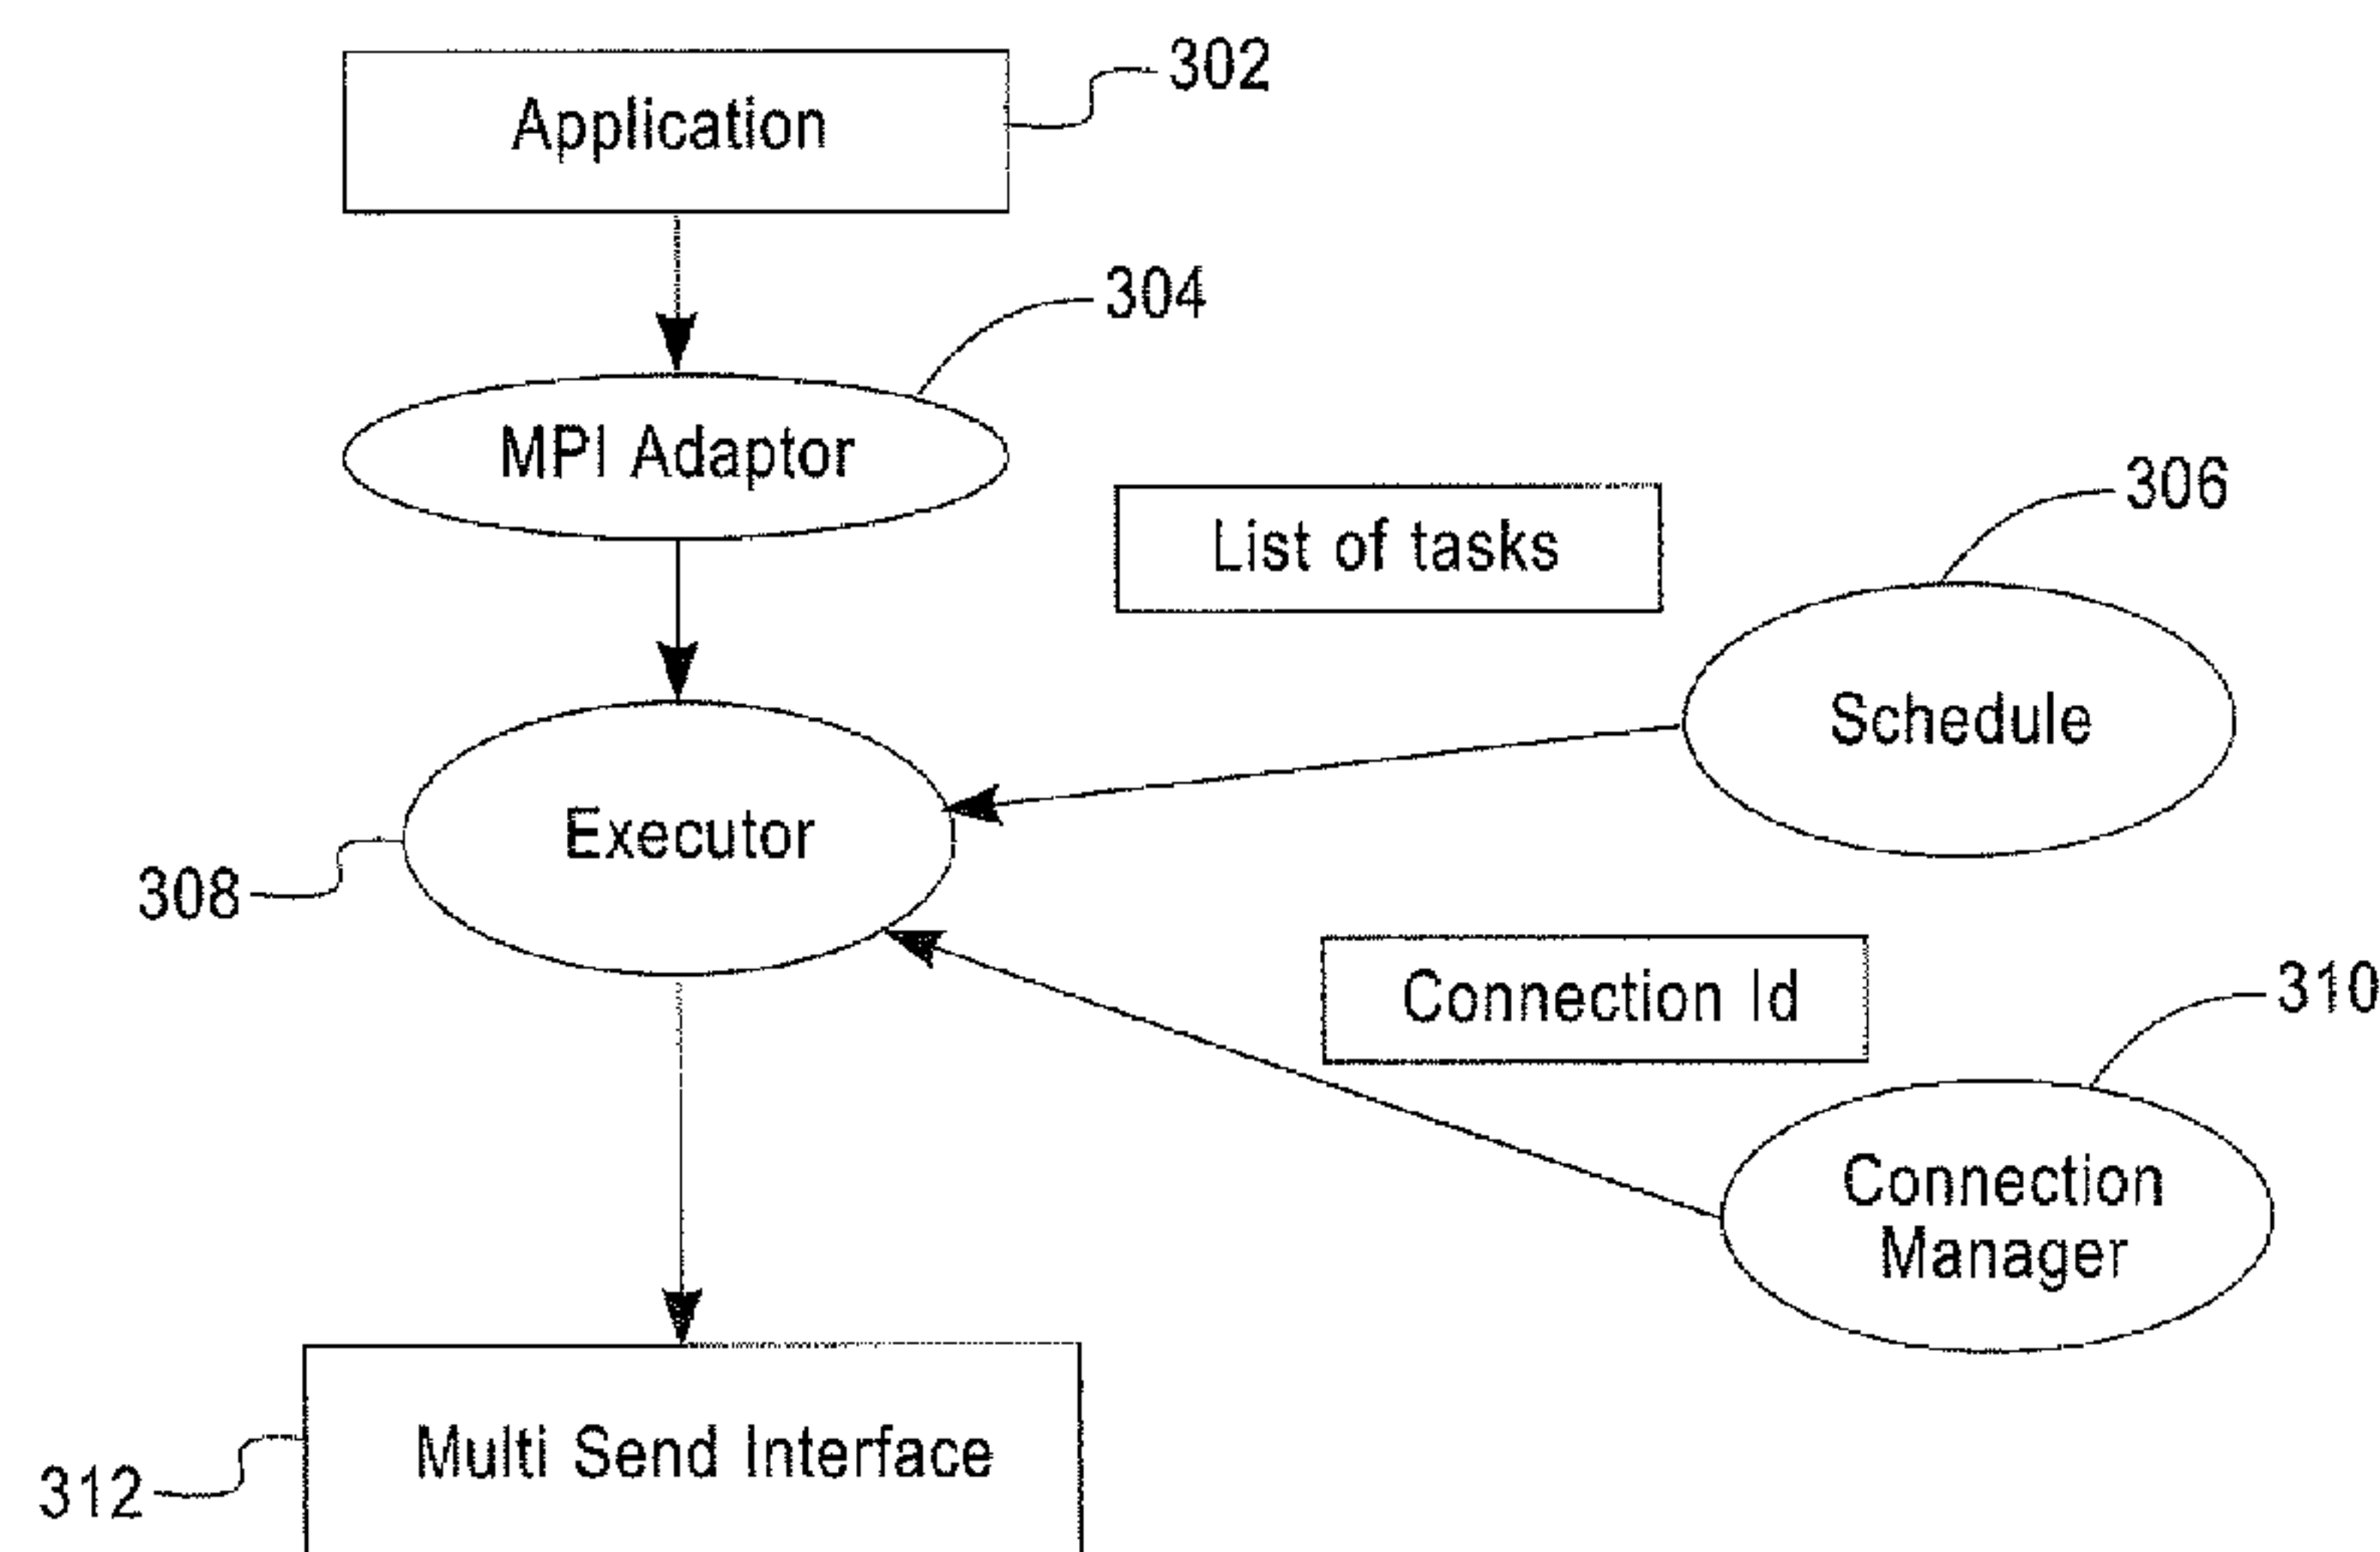 302
Application
304
MPI Adaptor
306
List of tasks
Schedule
Executor
308
Connection Id
310
Connection
Manager
Multi Send Interface
312